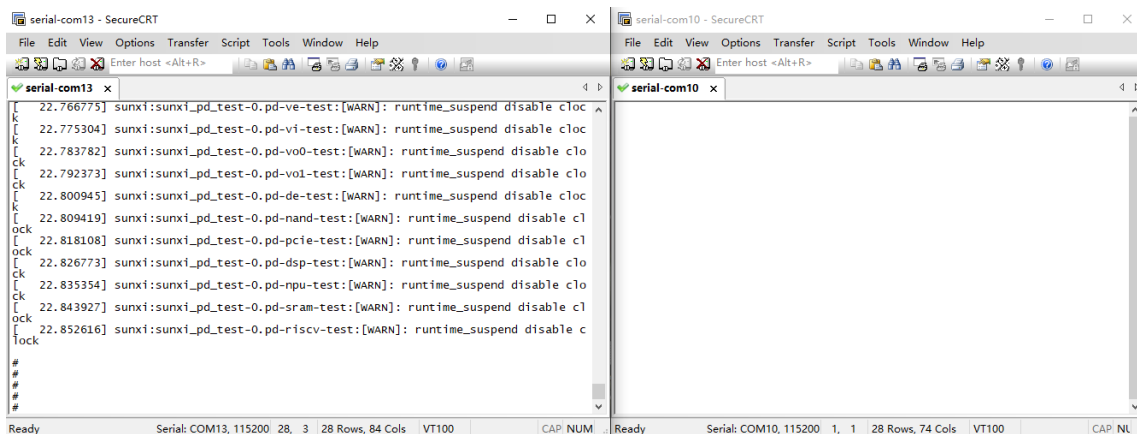 serial-com13 - SecureCRT
File Edit View Options Transfer Script Tools Window Help
Enter host <Alt+R>
serial-com13 x
[ 22.766775] sunxi:sunxi_pd_test-0.pd-ve-test:[WARN]: runtime_suspend disable cloc
k
[ 22.775304] sunxi:sunxi_pd_test-0.pd-vi-test:[WARN]: runtime_suspend disable cloc
k
[ 22.783782] sunxi:sunxi_pd_test-0.pd-vo0-test:[WARN]: runtime_suspend disable clo
ck
[ 22.792373] sunxi:sunxi_pd_test-0.pd-vo1-test:[WARN]: runtime_suspend disable clo
ck
[ 22.800945] sunxi:sunxi_pd_test-0.pd-de-test:[WARN]: runtime_suspend disable cloc
k
[ 22.809419] sunxi:sunxi_pd_test-0.pd-nand-test:[WARN]: runtime_suspend disable cl
ock
[ 22.818108] sunxi:sunxi_pd_test-0.pd-pcie-test:[WARN]: runtime_suspend disable cl
ock
[ 22.826773] sunxi:sunxi_pd_test-0.pd-dsp-test:[WARN]: runtime_suspend disable clo
ck
[ 22.835354] sunxi:sunxi_pd_test-0.pd-npu-test:[WARN]: runtime_suspend disable clo
ck
[ 22.843927] sunxi:sunxi_pd_test-0.pd-sram-test:[WARN]: runtime_suspend disable cl
ock
[ 22.852616] sunxi:sunxi_pd_test-0.pd-riscv-test:[WARN]: runtime_suspend disable c
lock
#
#
#
#
#
Ready Serial: COM13, 115200 28, 3 28 Rows, 84 Cols VT100 CAP NUM
serial-com10 - SecureCRT
File Edit View Options Transfer Script Tools Window Help
Enter host <Alt+R>
serial-com10 x
Ready Serial: COM10, 115200 1, 1 28 Rows, 74 Cols VT100 CAP NU